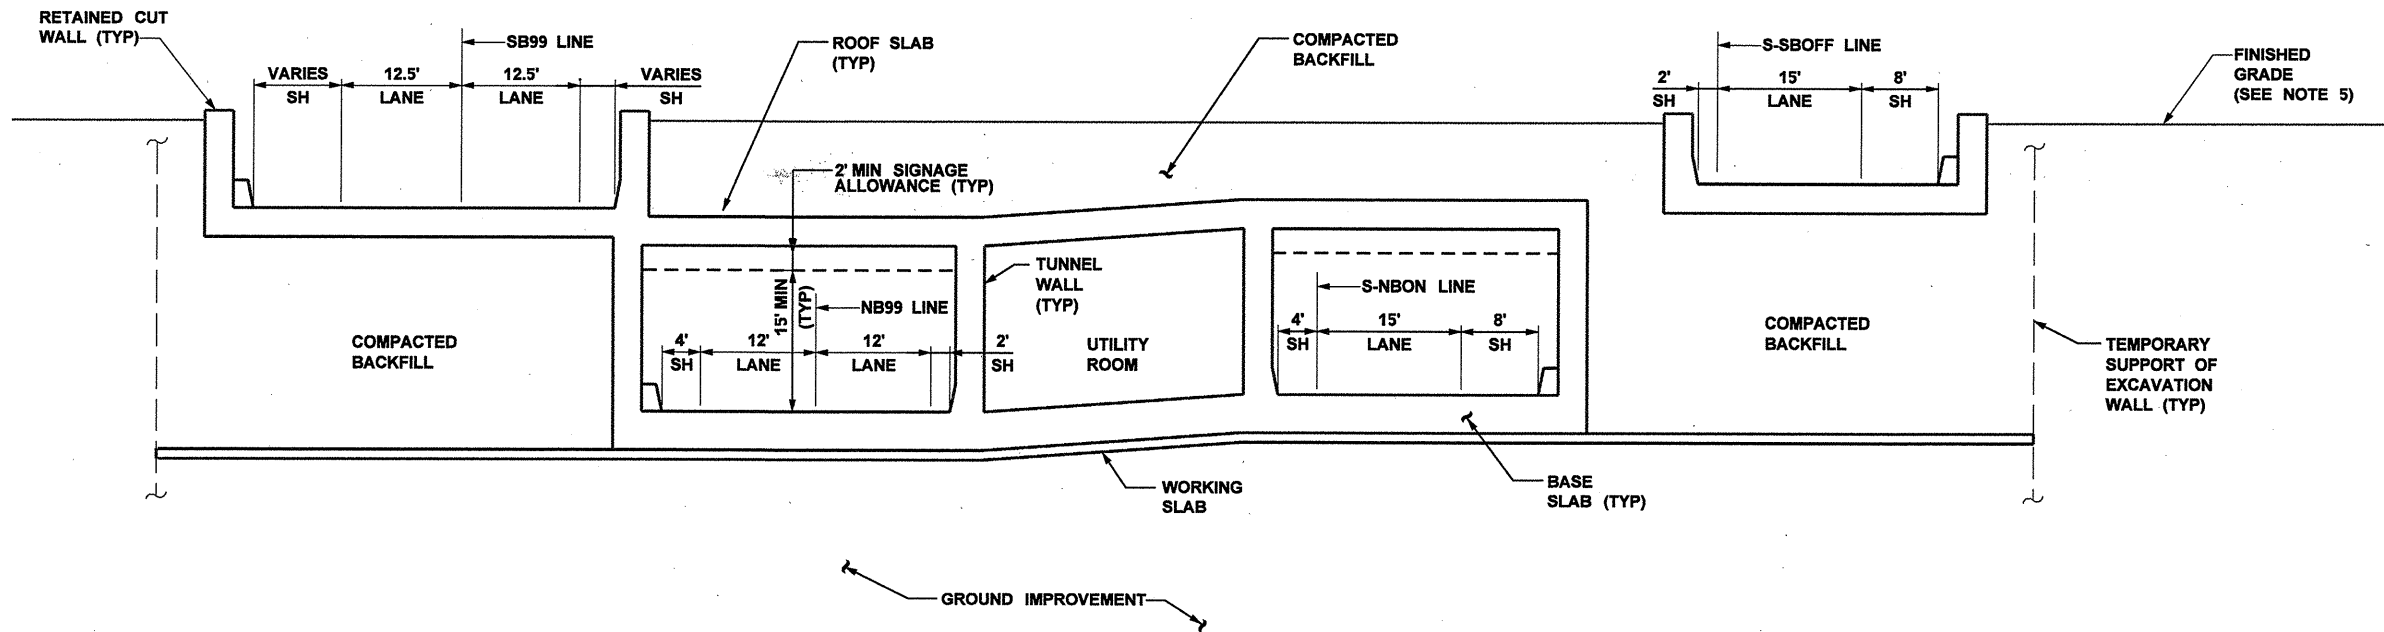 RETAINED CUT
WALL (TYP)
SB99 LINE
VARIES
SH
12.5'
LANE
12.5'
LANE
VARIES
SH
ROOF SLAB
(TYP)
COMPACTED
BACKFILL
S-SBOFF LINE
2'
SH
15'
LANE
8'
SH
FINISHED
GRADE
(SEE NOTE 5)
2' MIN SIGNAGE
ALLOWANCE (TYP)
COMPACTED
BACKFILL
15' MIN
(TYP)
NB99 LINE
4'
SH
12'
LANE
12'
LANE
2'
SH
TUNNEL
WALL
(TYP)
UTILITY
ROOM
S-NBON LINE
4'
SH
15'
LANE
8'
SH
COMPACTED
BACKFILL
TEMPORARY
SUPPORT OF
EXCAVATION
WALL (TYP)
WORKING
SLAB
BASE
SLAB (TYP)
GROUND IMPROVEMENT